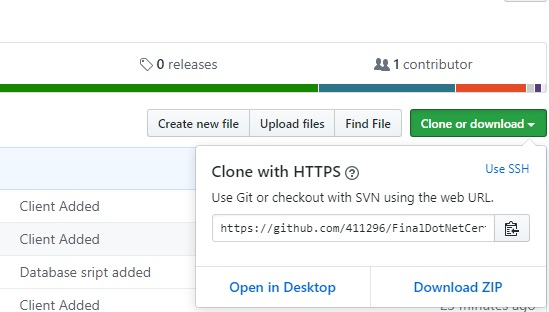 0 releases
1 contributor
Create new file
Upload files
Find File
Clone or download
Clone with HTTPS ?
Use SSH
Use Git or checkout with SVN using the web URL.
https://github.com/411296/FinalDotNetCer
Open in Desktop
Download ZIP
Client Added
Client Added
Database sript added
Client Added
minutes ago